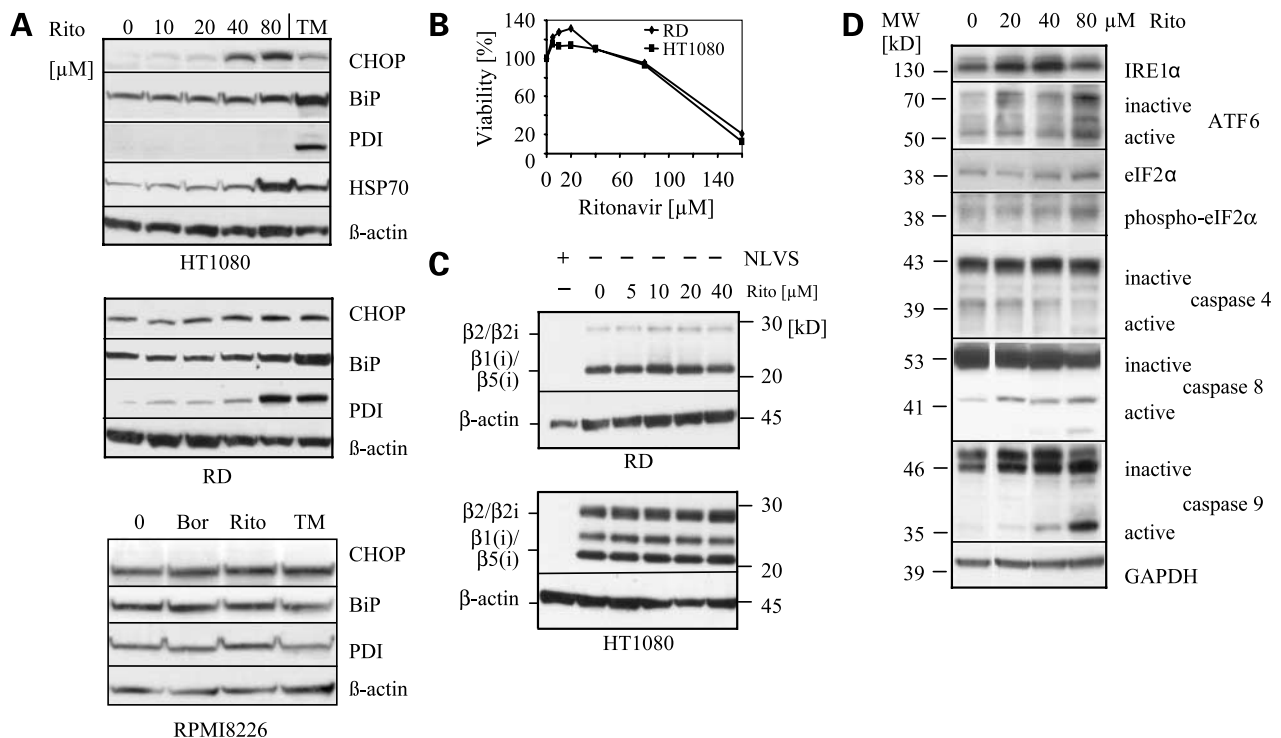 A
Rito 0 10 20 40 80 TM
[µM]
CHOP
BiP
PDI
HSP70
ß-actin
HT1080
CHOP
BiP
PDI
ß-actin
RD
0 Bor Rito TM
CHOP
BiP
PDI
ß-actin
RPMI8226
B
Viability [%]
140
100
80
60
40
20
0
RD
HT1080
0 20 60 100 140
Ritonavir [µM]
C
+ – – – – – NLVS
– 0 5 10 20 40 Rito [µM]
β2/β2i
β1(i)/
β5(i)
β-actin
30 [kD]
20
45
RD
β2/β2i
β1(i)/
β5(i)
β-actin
30
20
45
HT1080
D
MW 0 20 40 80 µM Rito
[kD]
130 IRE1α
70 inactive
ATF6
50 active
38 eIF2α
38 phospho-eIF2α
43 inactive
caspase 4
39 active
53 inactive
caspase 8
41 active
46 inactive
caspase 9
35 active
39 GAPDH